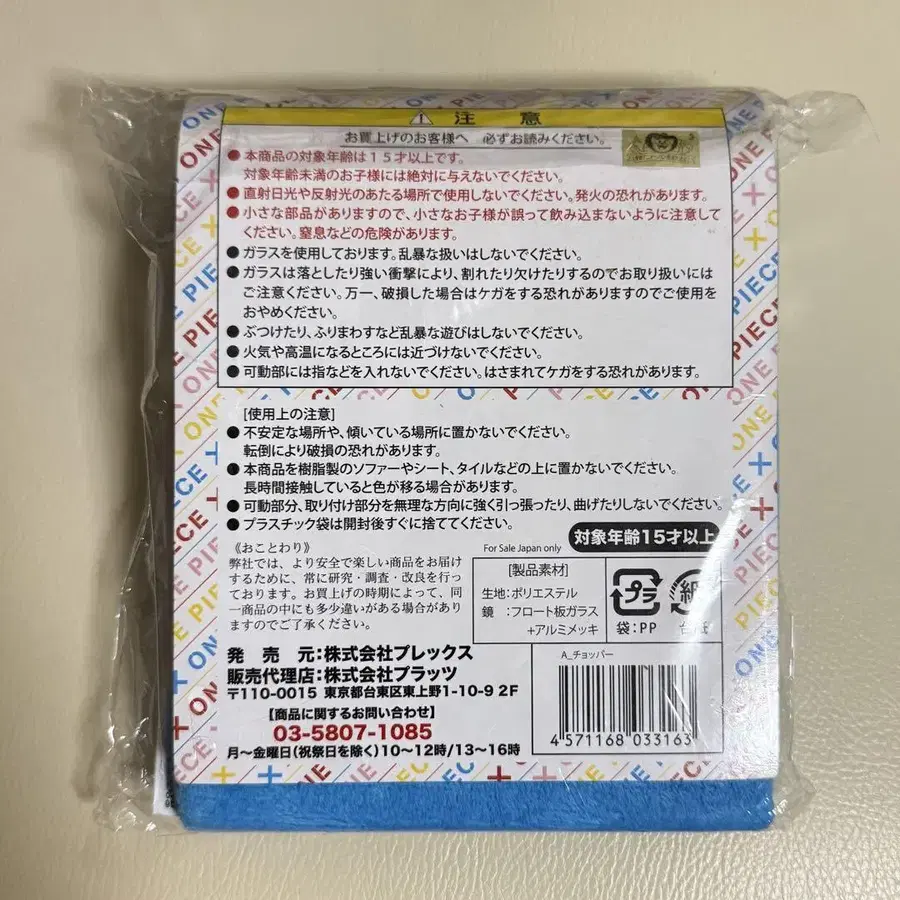 ONE PIECE
⚠ 注 意
お買上げのお客様へ 必ずお読みください。
● 本商品の対象年齢は15才以上です。
対象年齢未満のお子様には絶対に与えないでください。
● 直射日光や反射光のあたる場所で使用しないでください。発火の恐れがあります。
● 小さな部品がありますので、小さなお子様が誤って飲み込まないように注意して
ください。窒息などの危険があります。
● ガラスを使用しております。乱暴な扱いはしないでください。
● ガラスは落としたり強い衝撃により、割れたり欠けたりするのでお取り扱いには
ご注意ください。万一、破損した場合はケガをする恐れがありますのでご使用を
おやめください。
● ぶつけたり、ふりまわすなど乱暴な遊びはしないでください。
● 火気や高温になるところには近づけないでください。
● 可動部には指などを入れないでください。はさまれてケガをする恐れがあります。
[使用上の注意]
● 不安定な場所や、傾いている場所に置かないでください。
転倒により破損の恐れがあります。
● 本商品を樹脂製のソファーやシート、タイルなどの上に置かないでください。
長時間接触していると色が移る場合があります。
● 可動部分、取り付け部分を無理な方向に強く引っ張ったり、曲げたりしないでください。
● プラスチック袋は開封後すぐに捨ててください。
対象年齢15才以上
《おことわり》
弊社では、より安全で楽しい商品をお届け
するために、常に研究・調査・改良を行っ
ております。お買上げの時期によって、同
一商品の中にも多少違いがある場合があり
ますのでご了承ください。
For Sale Japan only
[製品素材]
生地:ポリエステル
鏡 :フロート板ガラス
+アルミメッキ
プラ
袋:PP
紙
台紙
発 売 元:株式会社プレックス
販売代理店:株式会社プラッツ
〒110-0015 東京都台東区東上野1-10-9 2F
【商品に関するお問い合わせ】
03-5807-1085
月～金曜日(祝祭日を除く)10～12時/13～16時
A_チョッパー
4 571168 033163